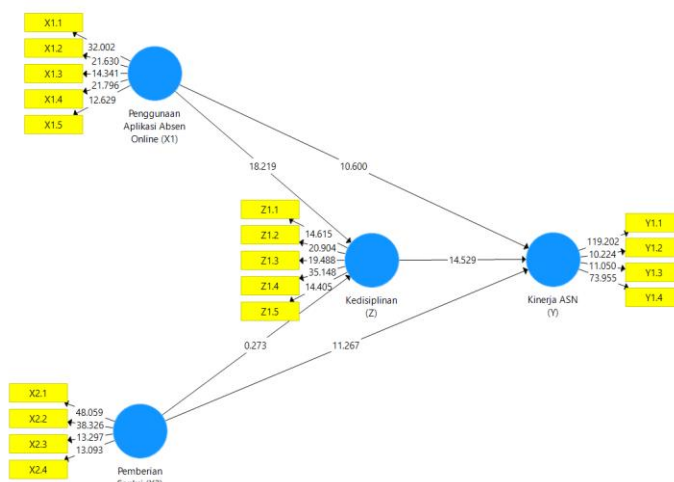 X1.1
X1.2
X1.3
X1.4
X1.5
32.002
21.630
14.341
21.796
12.629
Penggunaan
Aplikasi Absen
Online (X1)
18.219
10.600
Z1.1
Z1.2
Z1.3
Z1.4
Z1.5
14.615
20.904
19.488
35.148
14.405
Kedisiplinan
(Z)
14.529
119.202
10.224
11.050
73.955
Y1.1
Y1.2
Y1.3
Y1.4
Kinerja ASN
(Y)
0.273
11.267
X2.1
X2.2
X2.3
X2.4
48.059
38.326
13.297
13.093
Pemberian